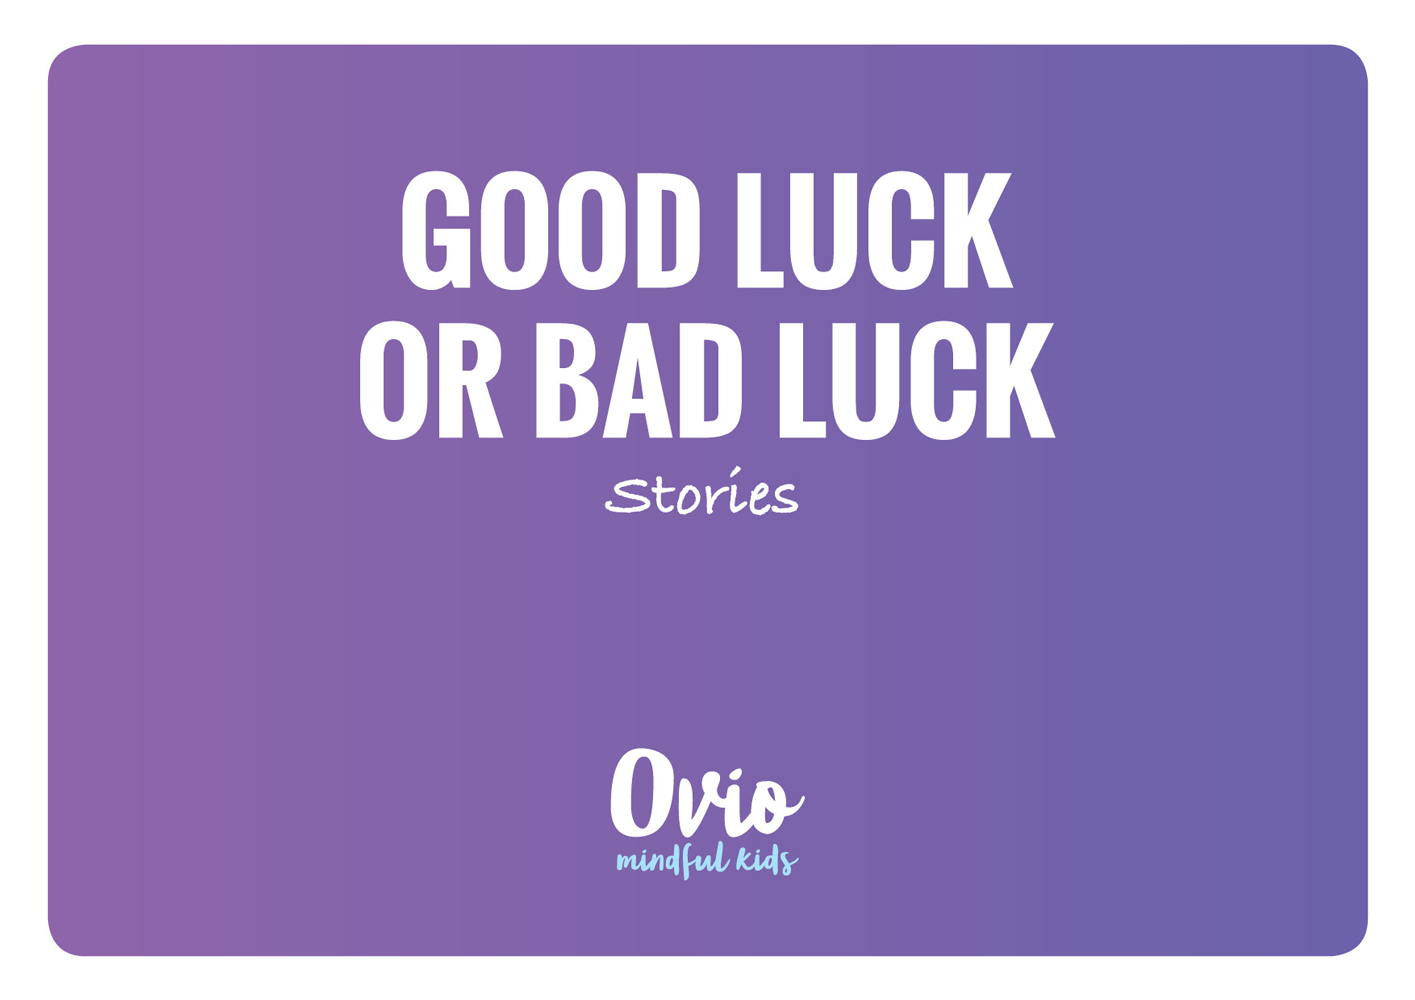 GOOD LUCK
OR BAD LUCK
Stories
Ovio
mindful kids